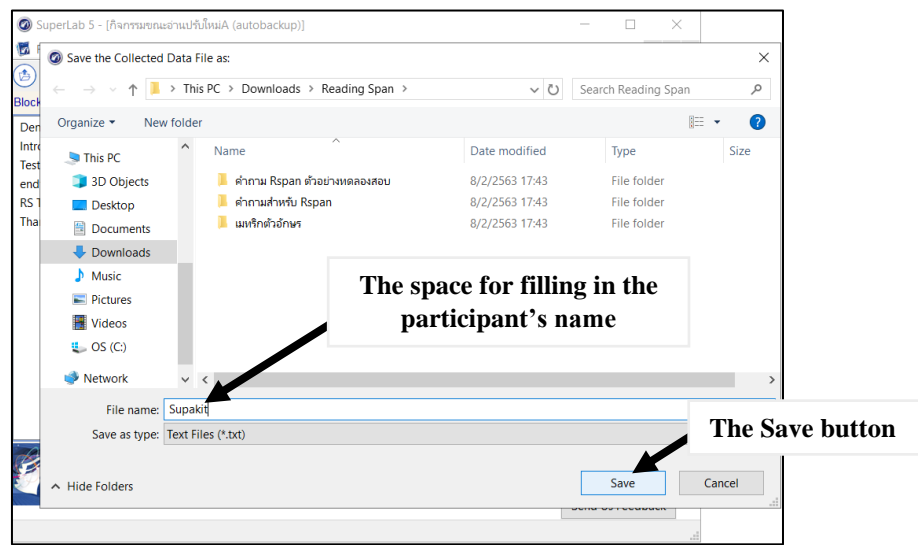 SuperLab 5 - [กิจกรรมขณะอ่านปรับใหม่A (autobackup)]
Save the Collected Data File as:
This PC > Downloads > Reading Span >
Search Reading Span
Block
Organize
New folder
Name
Date modified
Type
Size
This PC
3D Objects
Desktop
Documents
Downloads
Music
Pictures
Videos
OS (C:)
Network
คำถาม Rspan ตัวอย่างทดลองสอบ 8/2/2563 17:43 File folder
คำถามสำหรับ Rspan 8/2/2563 17:43 File folder
เมทริกตัวอักษร 8/2/2563 17:43 File folder
Den
Intro
Test
end
RS T
Tha
The space for filling in the
participant's name
File name: Supakit
Save as type: Text Files (*.txt)
The Save button
Hide Folders
Save
Cancel
Send Us Feedback